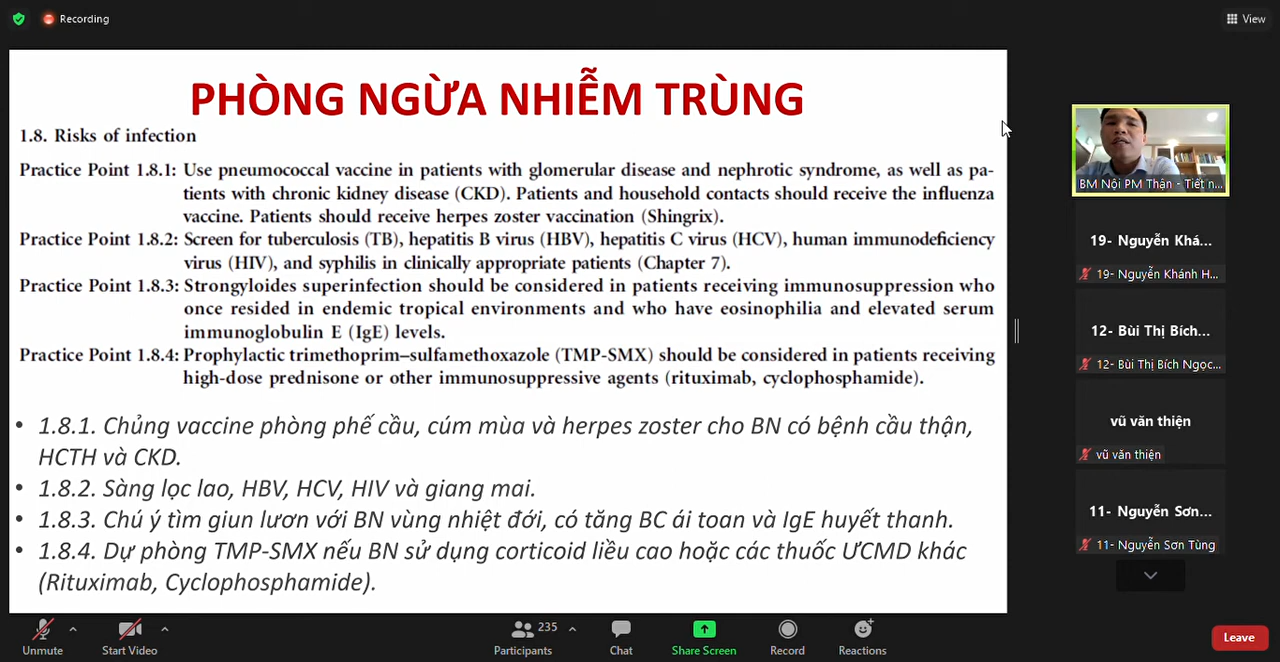 Recording
View
PHÒNG NGỪA NHIỄM TRÙNG
1.8. Risks of infection
Practice Point 1.8.1: Use pneumococcal vaccine in patients with glomerular disease and nephrotic syndrome, as well as pa-
tients with chronic kidney disease (CKD). Patients and household contacts should receive the influenza
vaccine. Patients should receive herpes zoster vaccination (Shingrix).
Practice Point 1.8.2: Screen for tuberculosis (TB), hepatitis B virus (HBV), hepatitis C virus (HCV), human immunodeficiency
virus (HIV), and syphilis in clinically appropriate patients (Chapter 7).
Practice Point 1.8.3: Strongyloides superinfection should be considered in patients receiving immunosuppression who
once resided in endemic tropical environments and who have eosinophilia and elevated serum
immunoglobulin E (IgE) levels.
Practice Point 1.8.4: Prophylactic trimethoprim–sulfamethoxazole (TMP-SMX) should be considered in patients receiving
high-dose prednisone or other immunosuppressive agents (rituximab, cyclophosphamide).
• 1.8.1. Chủng vaccine phòng phế cầu, cúm mùa và herpes zoster cho BN có bệnh cầu thận,
HCTH và CKD.
• 1.8.2. Sàng lọc lao, HBV, HCV, HIV và giang mai.
• 1.8.3. Chú ý tìm giun lươn với BN vùng nhiệt đới, có tăng BC ái toan và IgE huyết thanh.
• 1.8.4. Dự phòng TMP-SMX nếu BN sử dụng corticoid liều cao hoặc các thuốc ƯCMD khác
(Rituximab, Cyclophosphamide).
BM Nội PM Thận - Tiết n...
19- Nguyễn Khá...
19- Nguyễn Khánh H...
12- Bùi Thị Bích...
12- Bùi Thị Bích Ngọc...
vũ văn thiện
vũ văn thiện
11- Nguyễn Sơn...
11- Nguyễn Sơn Tùng
Unmute
Start Video
235
Participants
Chat
Share Screen
Record
Reactions
Leave